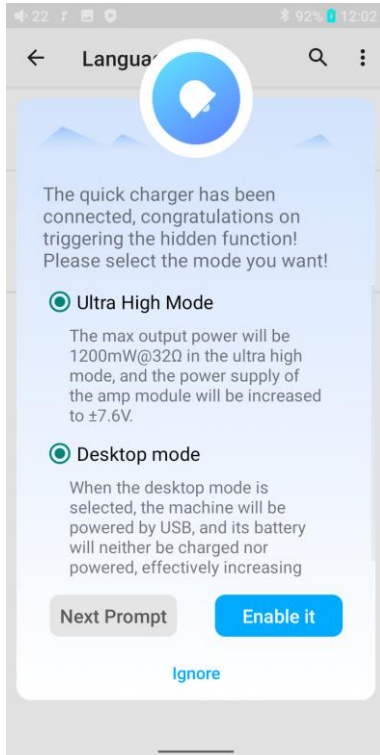 22
92% 12:02
Langua
The quick charger has been
connected, congratulations on
triggering the hidden function!
Please select the mode you want!
Ultra High Mode
The max output power will be
1200mW@32Ω in the ultra high
mode, and the power supply of
the amp module will be increased
to ±7.6V.
Desktop mode
When the desktop mode is
selected, the machine will be
powered by USB, and its battery
will neither be charged nor
powered, effectively increasing
Next Prompt Enable it
Ignore